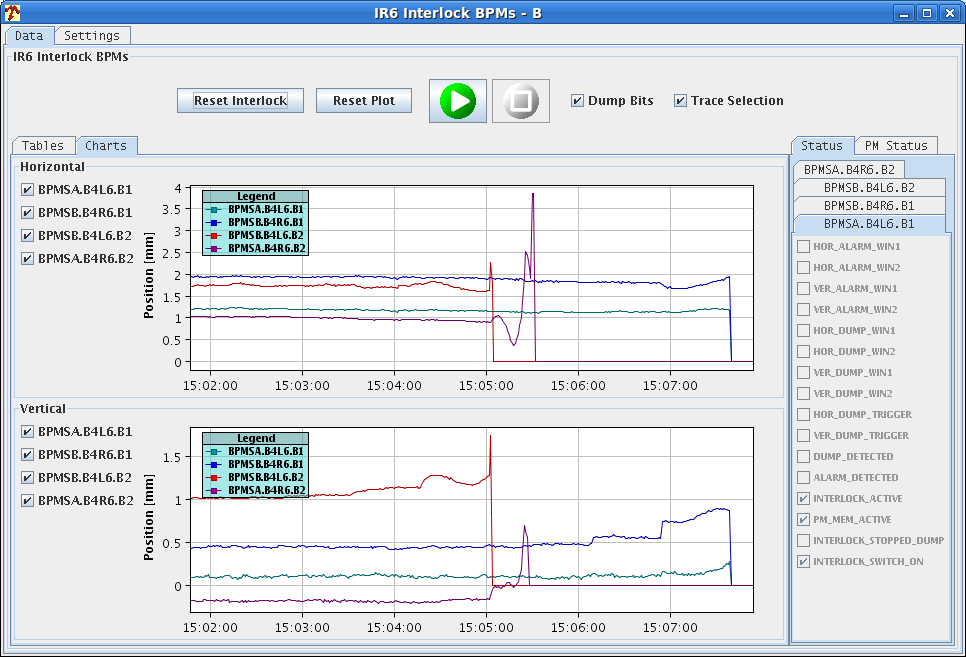 IR6 Interlock BPMs - B
Data Settings
IR6 Interlock BPMs
Reset Interlock Reset Plot Dump Bits Trace Selection
Tables Charts
Horizontal
BPMSA.B4L6.B1
BPMSB.B4R6.B1
BPMSB.B4L6.B2
BPMSA.B4R6.B2
Position [mm]
4
3.5
3
2.5
2
1.5
1
0.5
0
Legend
BPMSA.B4L6.B1
BPMSB.B4R6.B1
BPMSB.B4L6.B2
BPMSA.B4R6.B2
15:02:00 15:03:00 15:04:00 15:05:00 15:06:00 15:07:00
Vertical
BPMSA.B4L6.B1
BPMSB.B4R6.B1
BPMSB.B4L6.B2
BPMSA.B4R6.B2
Position [mm]
1.5
1
0.5
0
Legend
BPMSA.B4L6.B1
BPMSB.B4R6.B1
BPMSB.B4L6.B2
BPMSA.B4R6.B2
15:02:00 15:03:00 15:04:00 15:05:00 15:06:00 15:07:00
Status PM Status
BPMSA.B4R6.B2
BPMSB.B4L6.B2
BPMSB.B4R6.B1
BPMSA.B4L6.B1
HOR_ALARM_WIN1
HOR_ALARM_WIN2
VER_ALARM_WIN1
VER_ALARM_WIN2
HOR_DUMP_WIN1
HOR_DUMP_WIN2
VER_DUMP_WIN1
VER_DUMP_WIN2
HOR_DUMP_TRIGGER
VER_DUMP_TRIGGER
DUMP_DETECTED
ALARM_DETECTED
INTERLOCK_ACTIVE
PM_MEM_ACTIVE
INTERLOCK_STOPPED_DUMP
INTERLOCK_SWITCH_ON